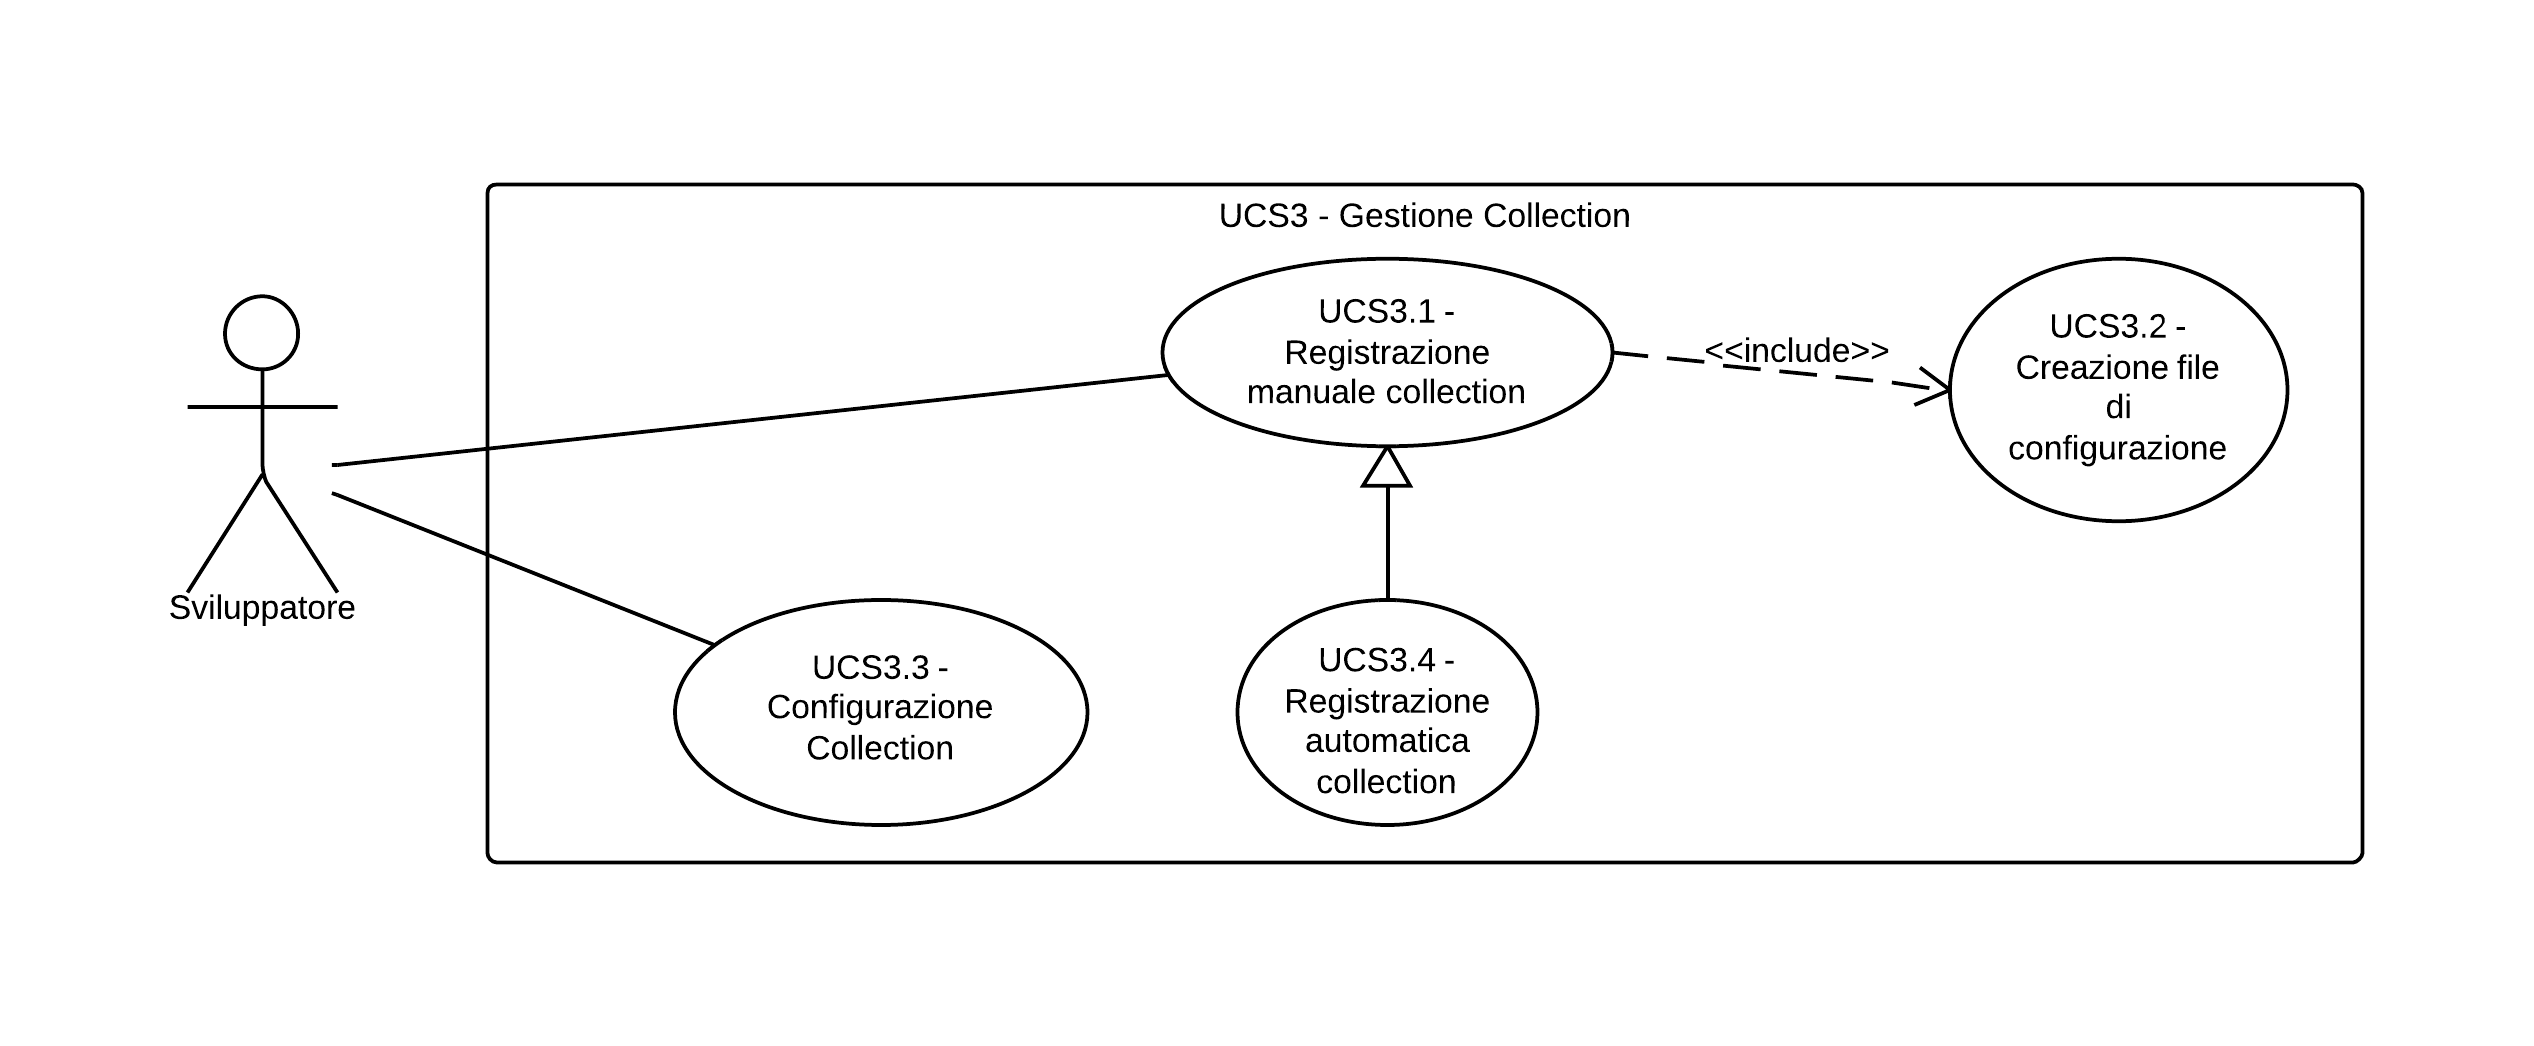 UCS3 - Gestione Collection
UCS3.1 -
Registrazione
manuale collection
<<include>>
UCS3.2 -
Creazione file
di
configurazione
Sviluppatore
UCS3.3 -
Configurazione
Collection
UCS3.4 -
Registrazione
automatica
collection